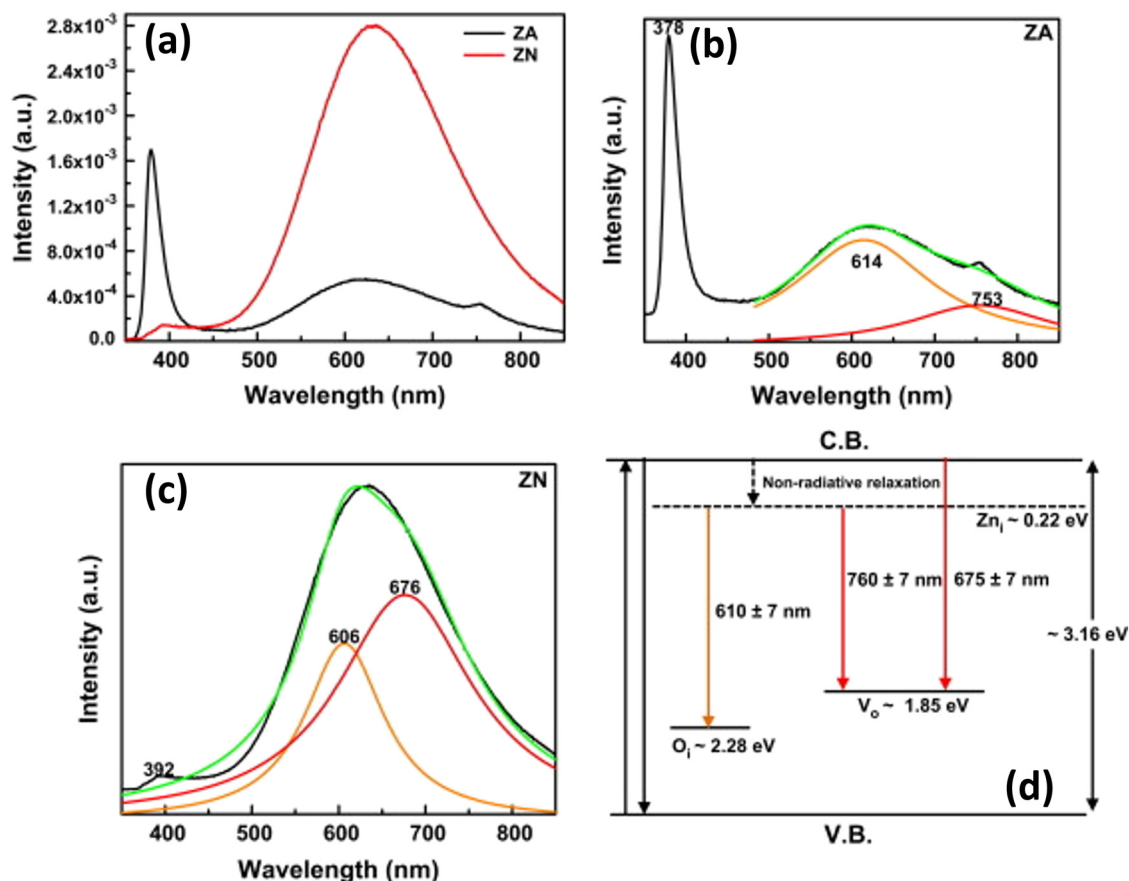 (a)
ZA
ZN
2.8x10-3
2.4x10-3
2.0x10-3
1.6x10-3
1.2x10-3
8.0x10-4
4.0x10-4
0.0
Intensity (a.u.)
400 500 600 700 800
Wavelength (nm)
(b)
ZA
378
614
753
Intensity (a.u.)
400 500 600 700 800
Wavelength (nm)
(c)
ZN
392
606
676
Intensity (a.u.)
400 500 600 700 800
Wavelength (nm)
C.B.
Non-radiative relaxation
Zni ~ 0.22 eV
610 ± 7 nm
760 ± 7 nm
675 ± 7 nm
~ 3.16 eV
Vo ~ 1.85 eV
Oi ~ 2.28 eV
(d)
V.B.